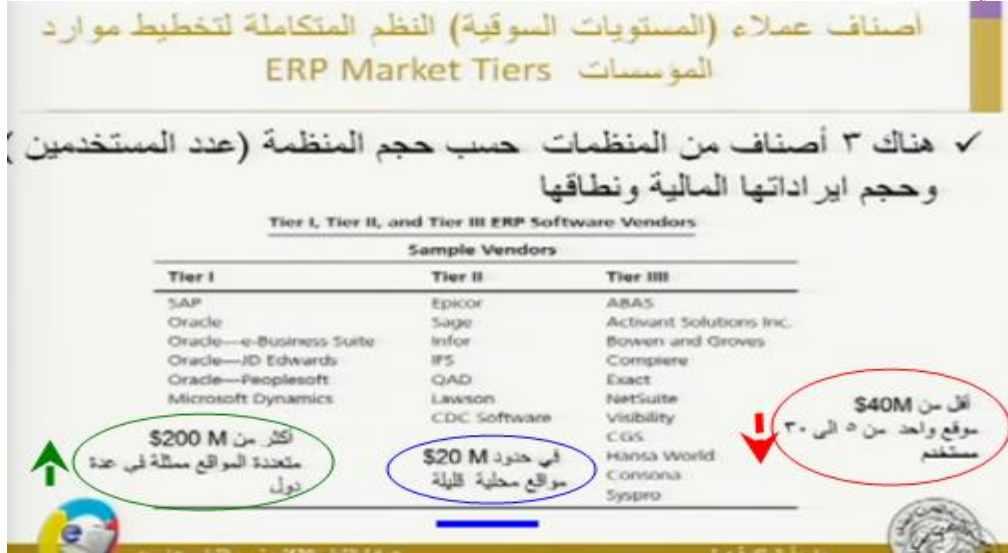 أصناف عملاء (المستويات السوقية) النظم المتكاملة لتخطيط موارد
المؤسسات ERP Market Tiers
✓ هناك ٣ أصناف من المنظمات حسب حجم المنظمة (عدد المستخدمين )
وحجم ايراداتها المالية ونطاقها
Tier I, Tier II, and Tier III ERP Software Vendors
Sample Vendors
Tier I Tier II Tier IIII
SAP Epicor ABAS
Oracle Sage Activant Solutions Inc.
Oracle—e-Business Suite Infor Bowen and Groves
Oracle—JD Edwards IFS Compiere
Oracle—Peoplesoft QAD Exact
Microsoft Dynamics Lawson NetSuite
CDC Software Visibility
CGS
Hansa World
Consona
Syspro
أكثر من $200 M
متعددة المواقع ممثلة في عدة
دول
في حدود $20 M
مواقع محلية قليلة
أقل من $40M
موقع واحد من ٥ الى ٣٠
مستخدم